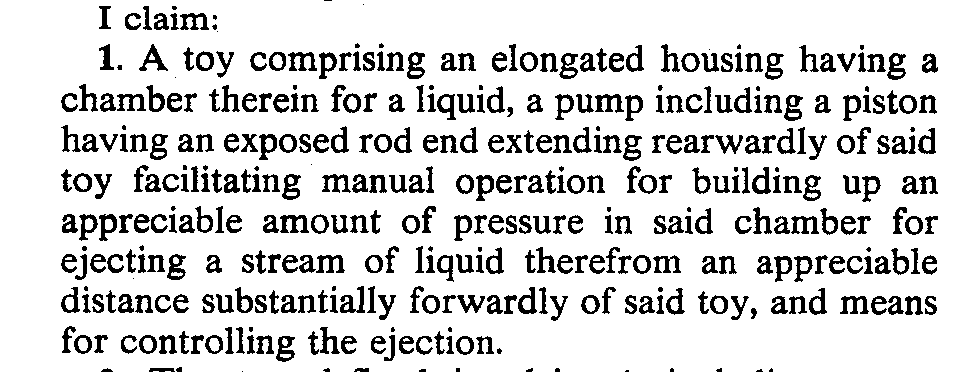 I claim:
1. A toy comprising an elongated housing having a
chamber therein for a liquid, a pump including a piston
having an exposed rod end extending rearwardly of said
toy facilitating manual operation for building up an
appreciable amount of pressure in said chamber for
ejecting a stream of liquid therefrom an appreciable
distance substantially forwardly of said toy, and means
for controlling the ejection.